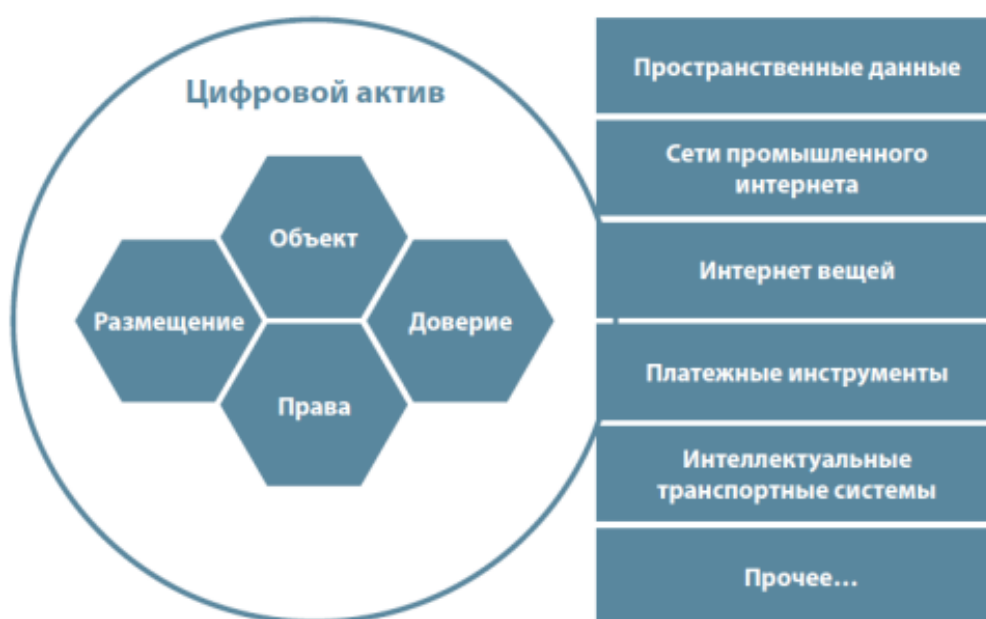 Цифровой актив
Объект
Размещение
Доверие
Права
Пространственные данные
Сети промышленного
интернета
Интернет вещей
Платежные инструменты
Интеллектуальные
транспортные системы
Прочее...